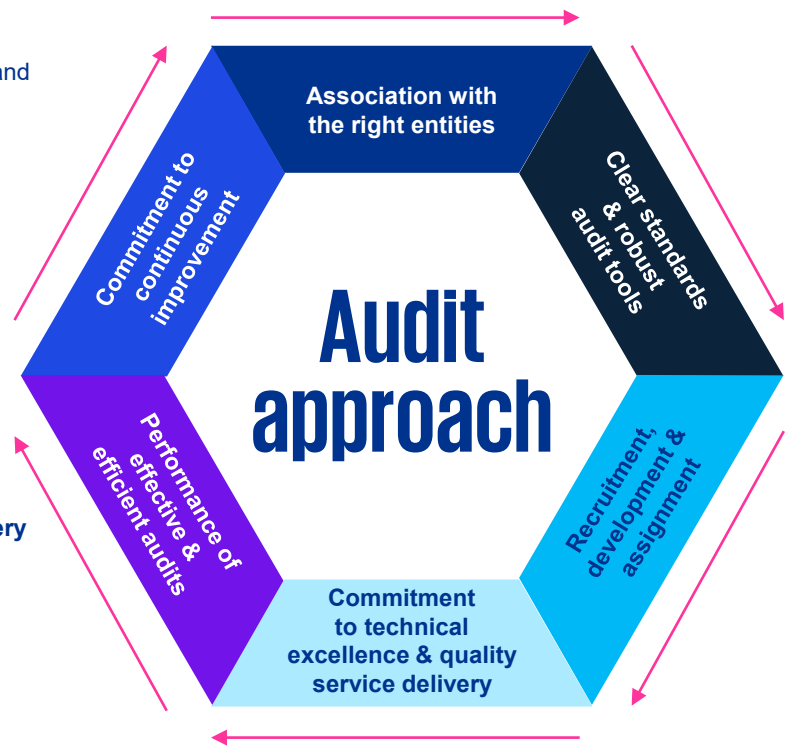 and
Association with
the right entities
Clear standards
& robust
audit tools
Commitment to
continuous
improvement
Audit
approach
Recruitment,
development &
assignment
Performance of
effective &
efficient audits
ery
Commitment
to technical
excellence & quality
service delivery